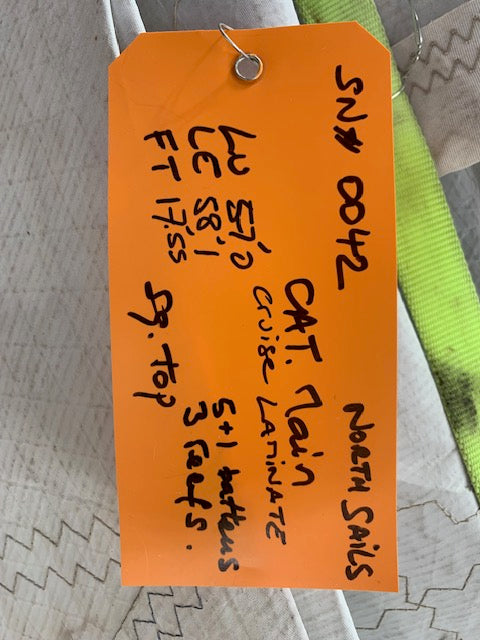 SN# 0042 NORTH SAILS
CAT. Main
Cruise LAMINATE
LU 57'0
LE 58'1 5+1 battens
FT 17'.55 3 reefs.
Sq. Top